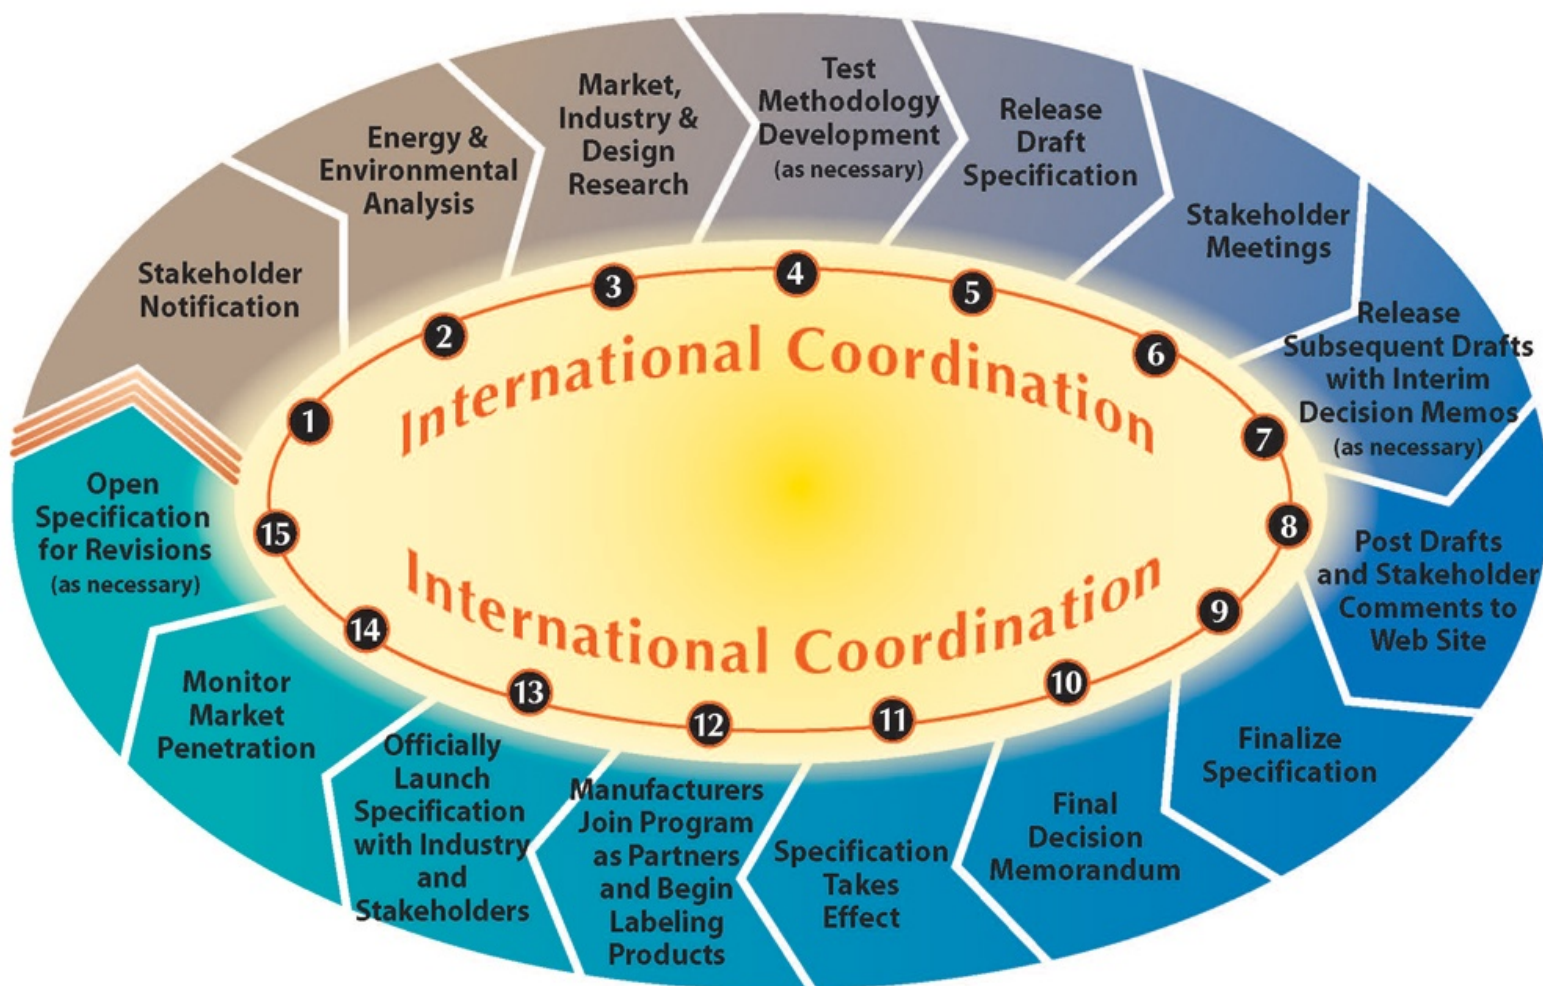 Stakeholder
Notification
Energy &
Environmental
Analysis
Market,
Industry &
Design
Research
Test
Methodology
Development
(as necessary)
Release
Draft
Specification
Stakeholder
Meetings
Release
Subsequent Drafts
with Interim
Decision Memos
(as necessary)
Post Drafts
and Stakeholder
Comments to
Web Site
Finalize
Specification
Final
Decision
Memorandum
Specification
Takes
Effect
Manufacturers
Join Program
as Partners
and Begin
Labeling
Products
Officially
Launch
Specification
with Industry
and
Stakeholders
Monitor
Market
Penetration
Open
Specification
for Revisions
(as necessary)
1
2
3
4
5
6
7
8
9
10
11
12
13
14
15
International Coordination
International Coordination